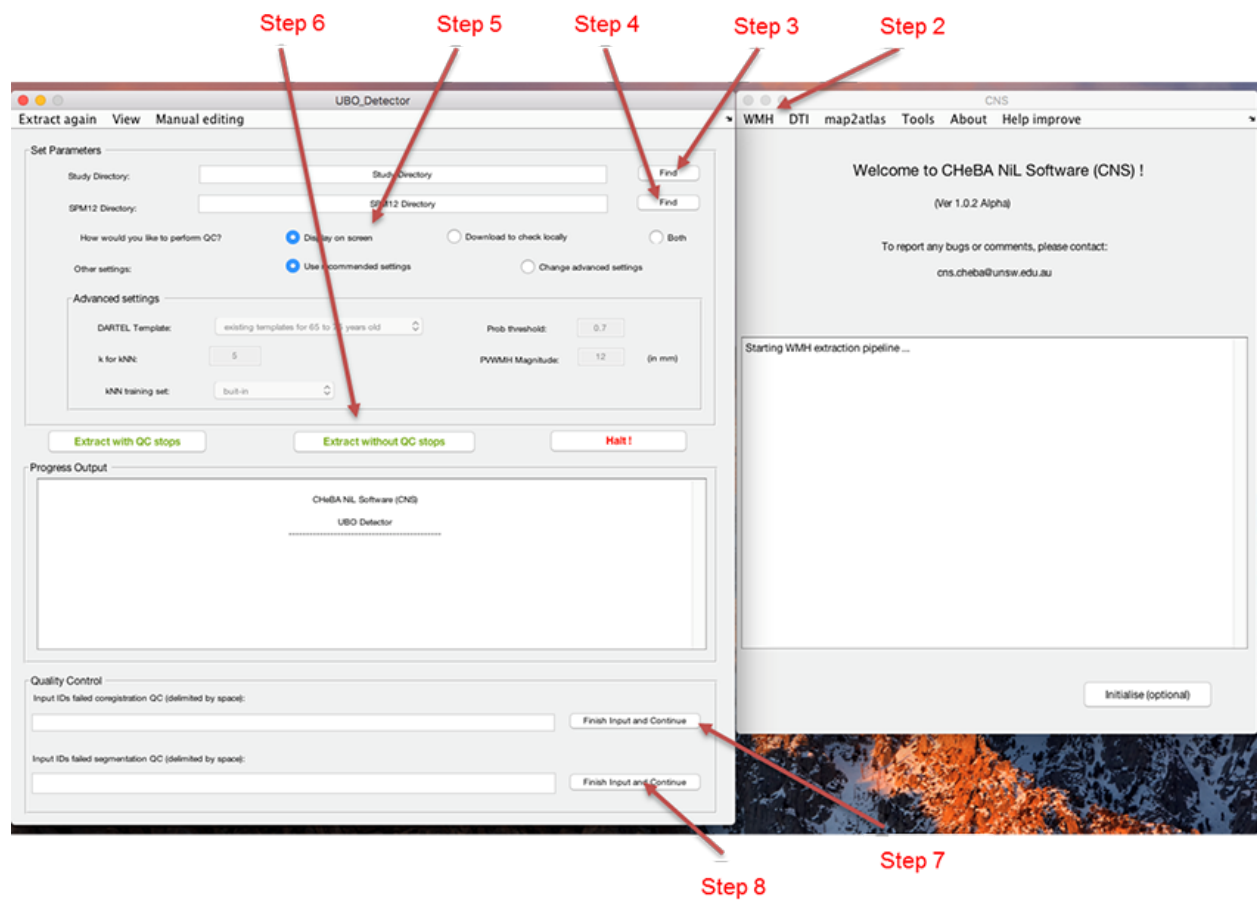 Step 6 Step 5 Step 4 Step 3 Step 2
UBO_Detector
Extract again View Manual editing
Set Parameters
Study Directory: Study Directory Find
SPM12 Directory: SPM12 Directory Find
How would you like to perform QC? Display on screen Download to check locally Both
Other settings: Use recommended settings Change advanced settings
Advanced settings
DARTEL Template: existing templates for 65 to 75 years old Prob threshold: 0.7
k for kNN: 5 PVWMH Magnitude: 12 (in mm)
kNN training set: built-in
Extract with QC stops Extract without QC stops Halt !
Progress Output
CHeBA NiL Software (CNS)
UBO Detector
Quality Control
Input IDs failed coregistration QC (delimited by space):
Finish Input and Continue
Input IDs failed segmentation QC (delimited by space):
Finish Input and Continue
CNS
WMH DTI map2atlas Tools About Help improve
Welcome to CHeBA NiL Software (CNS) !
(Ver 1.0.2 Alpha)
To report any bugs or comments, please contact:
cns.cheba@unsw.edu.au
Starting WMH extraction pipeline ...
Initialise (optional)
Step 7
Step 8